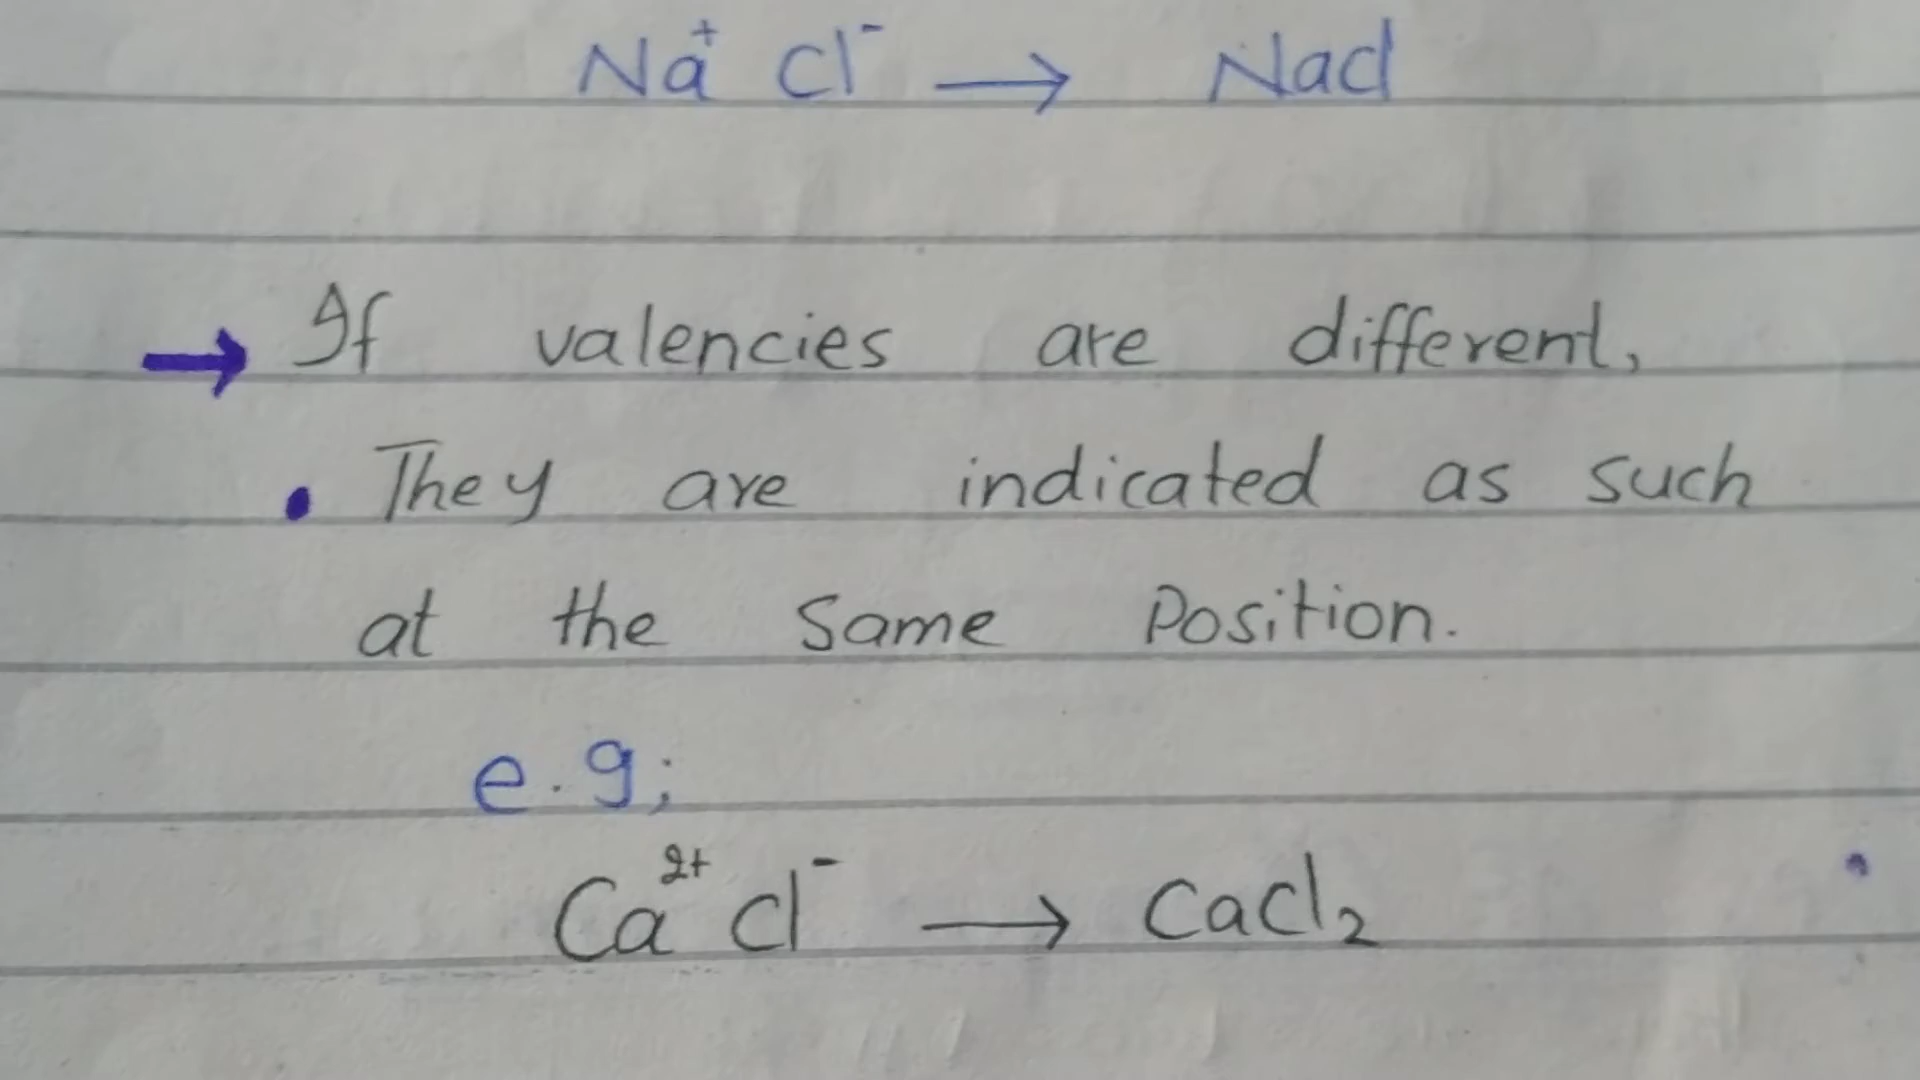 Na⁺ Cl⁻ → Nacl
→ If valencies are different,
• They are indicated as such
at the Same Position.
e.g;
Ca²⁺ Cl⁻ → CaCl₂